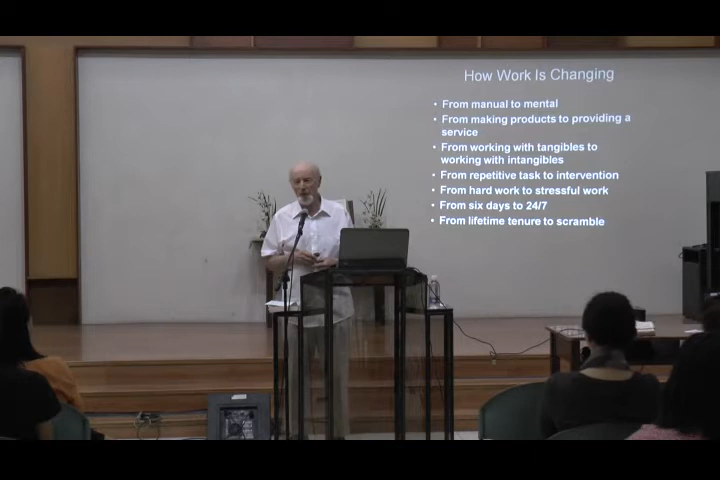 How Work Is Changing
• From manual to mental
• From making products to providing a
service
• From working with tangibles to
working with intangibles
• From repetitive task to intervention
• From hard work to stressful work
• From six days to 24/7
• From lifetime tenure to scramble